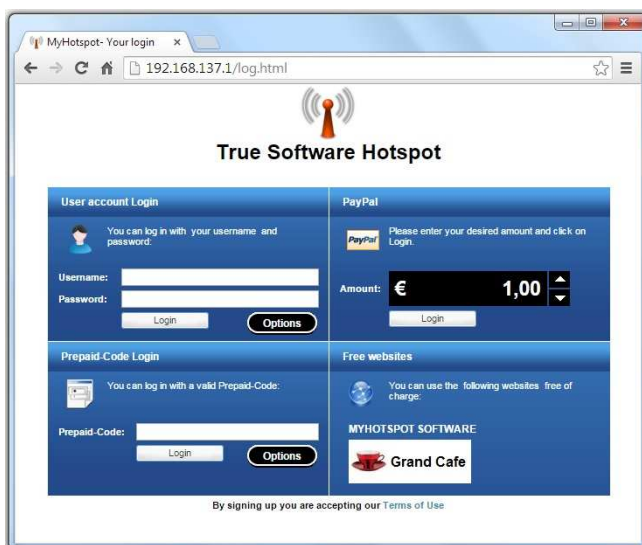 MyHotspot- Your login
192.168.137.1/log.html
True Software Hotspot
User account Login
You can log in with your username and
password:
Username:
Password:
Login
Options
PayPal
PayPal
Please enter your desired amount and click on
Login.
Amount:
€ 1,00
Login
Prepaid-Code Login
You can log in with a valid Prepaid-Code:
Prepaid-Code:
Login
Options
Free websites
You can use the following websites free of
charge:
MYHOTSPOT SOFTWARE
Grand Cafe
By signing up you are accepting our Terms of Use